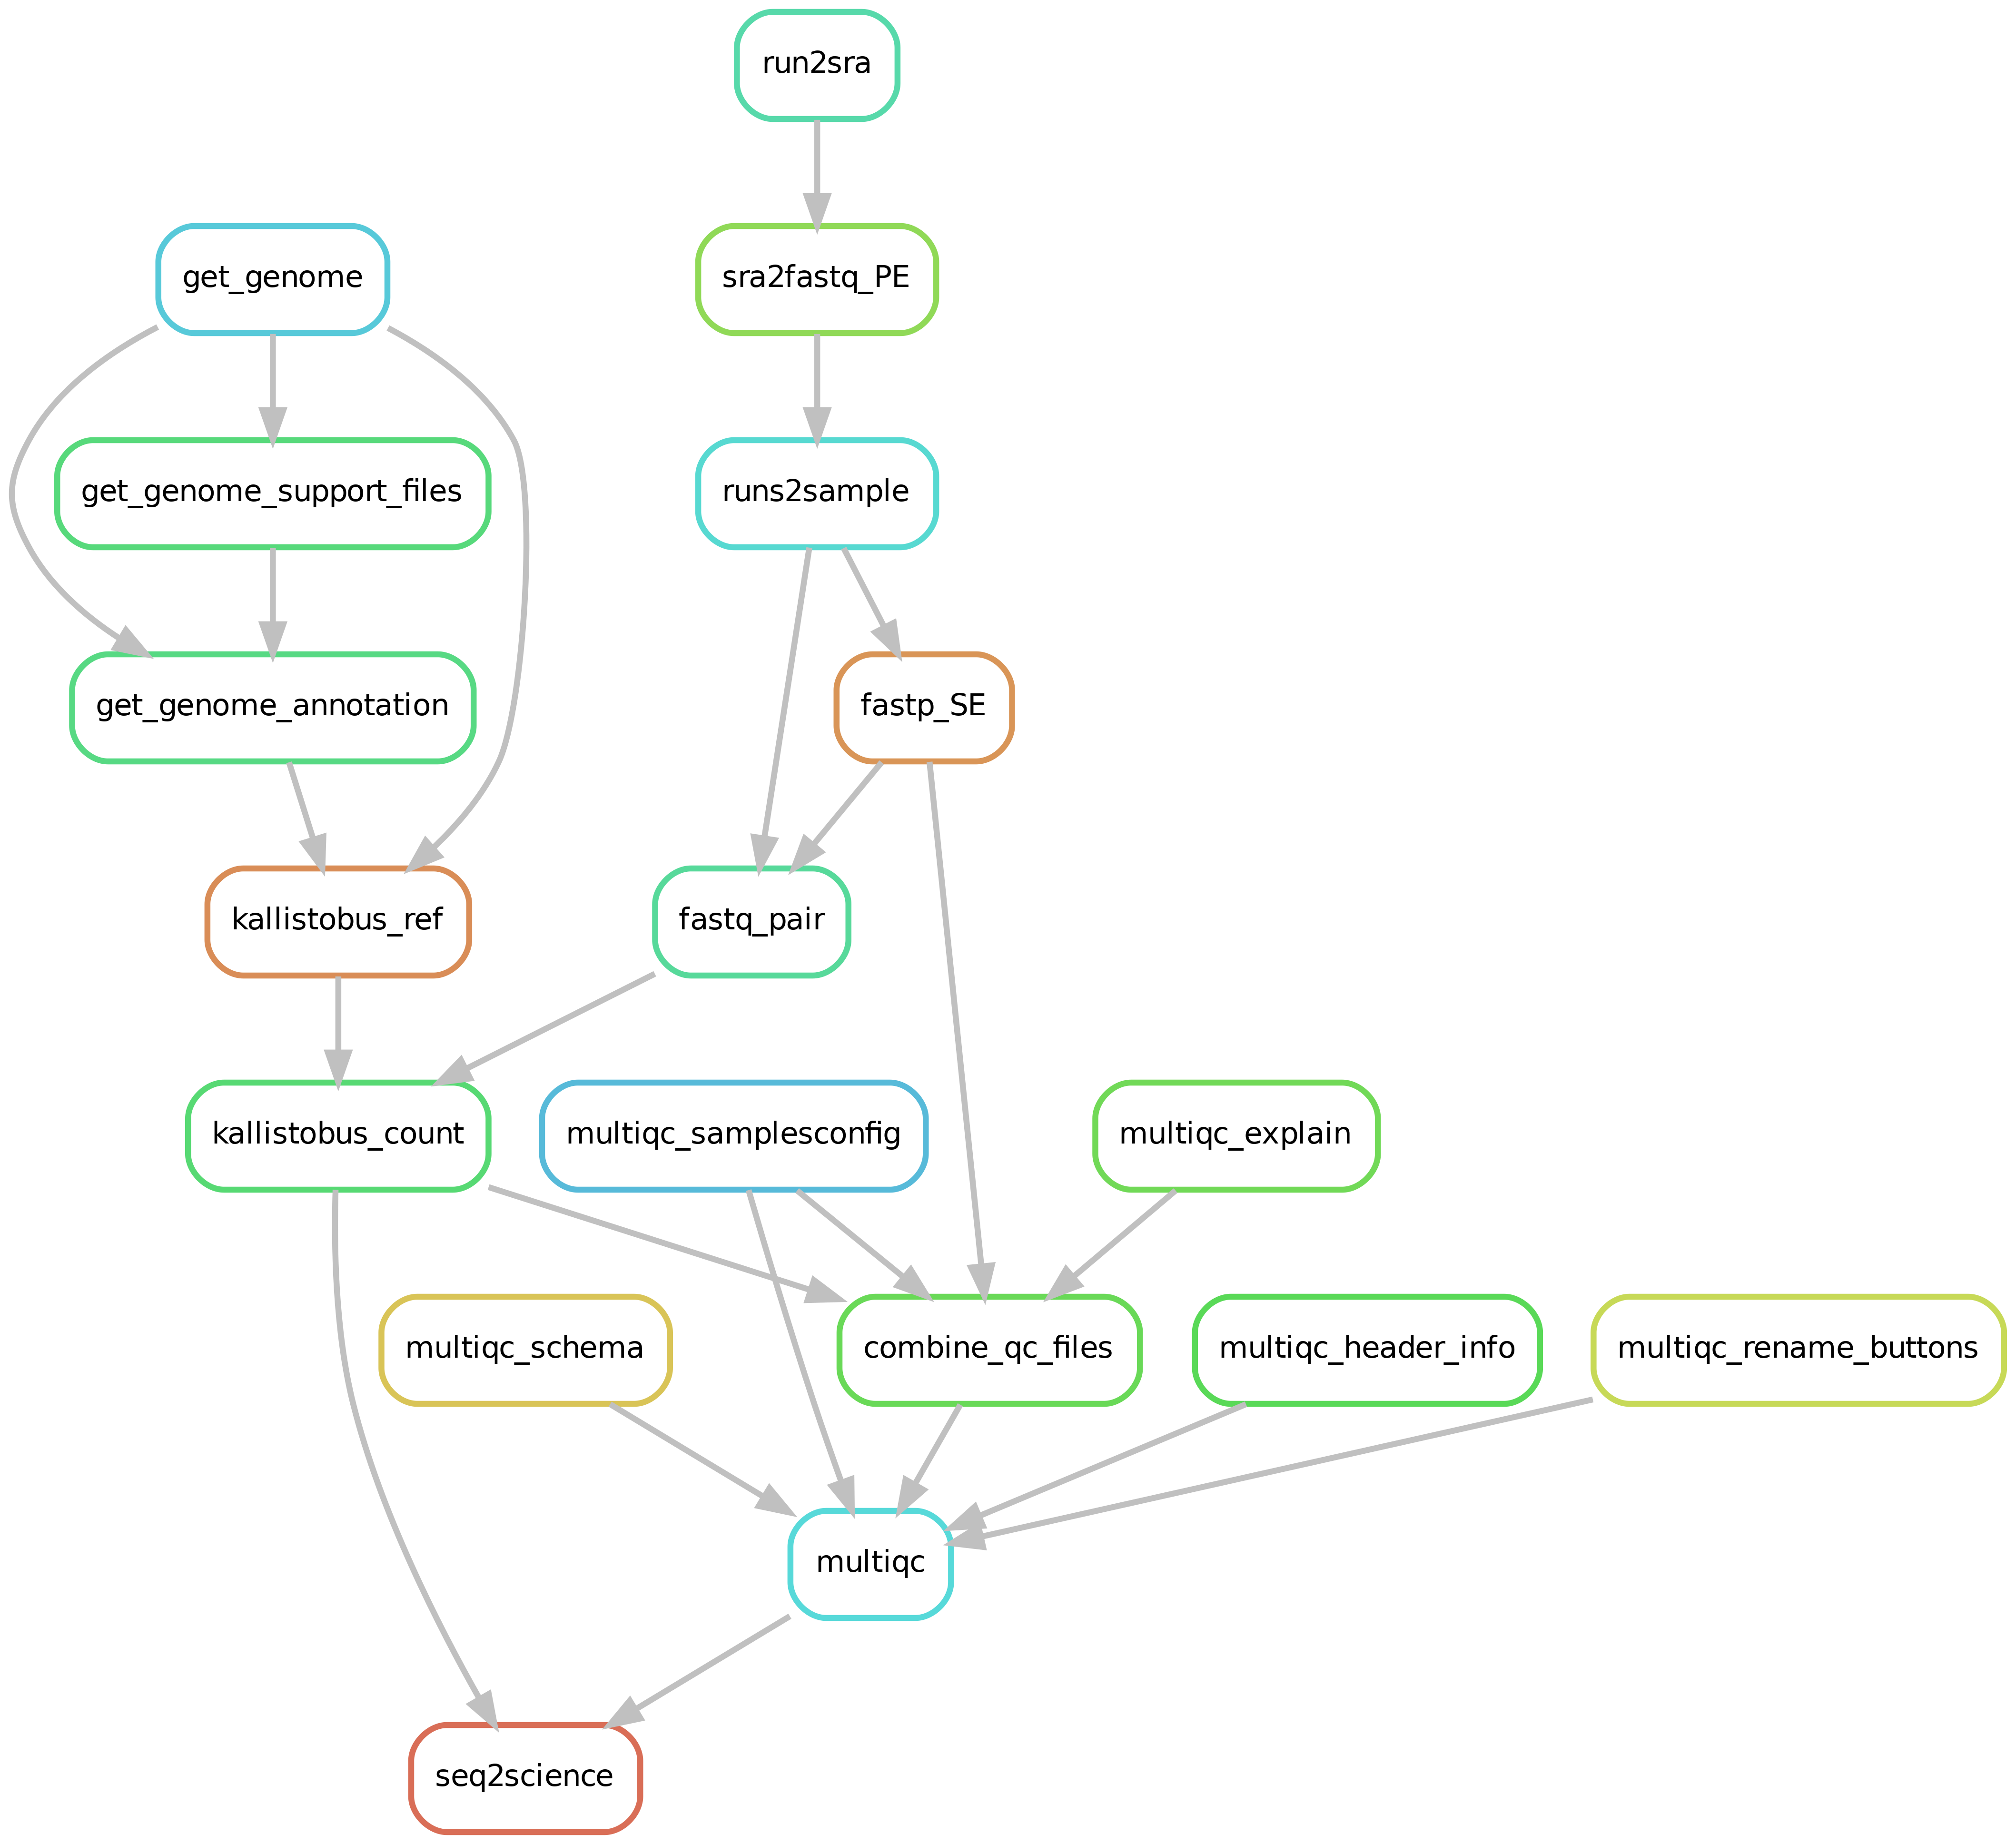 run2sra
get_genome
sra2fastq_PE
get_genome_support_files
runs2sample
get_genome_annotation
fastp_SE
kallistobus_ref
fastq_pair
kallistobus_count
multiqc_samplesconfig
multiqc_explain
multiqc_schema
combine_qc_files
multiqc_header_info
multiqc_rename_buttons
multiqc
seq2science